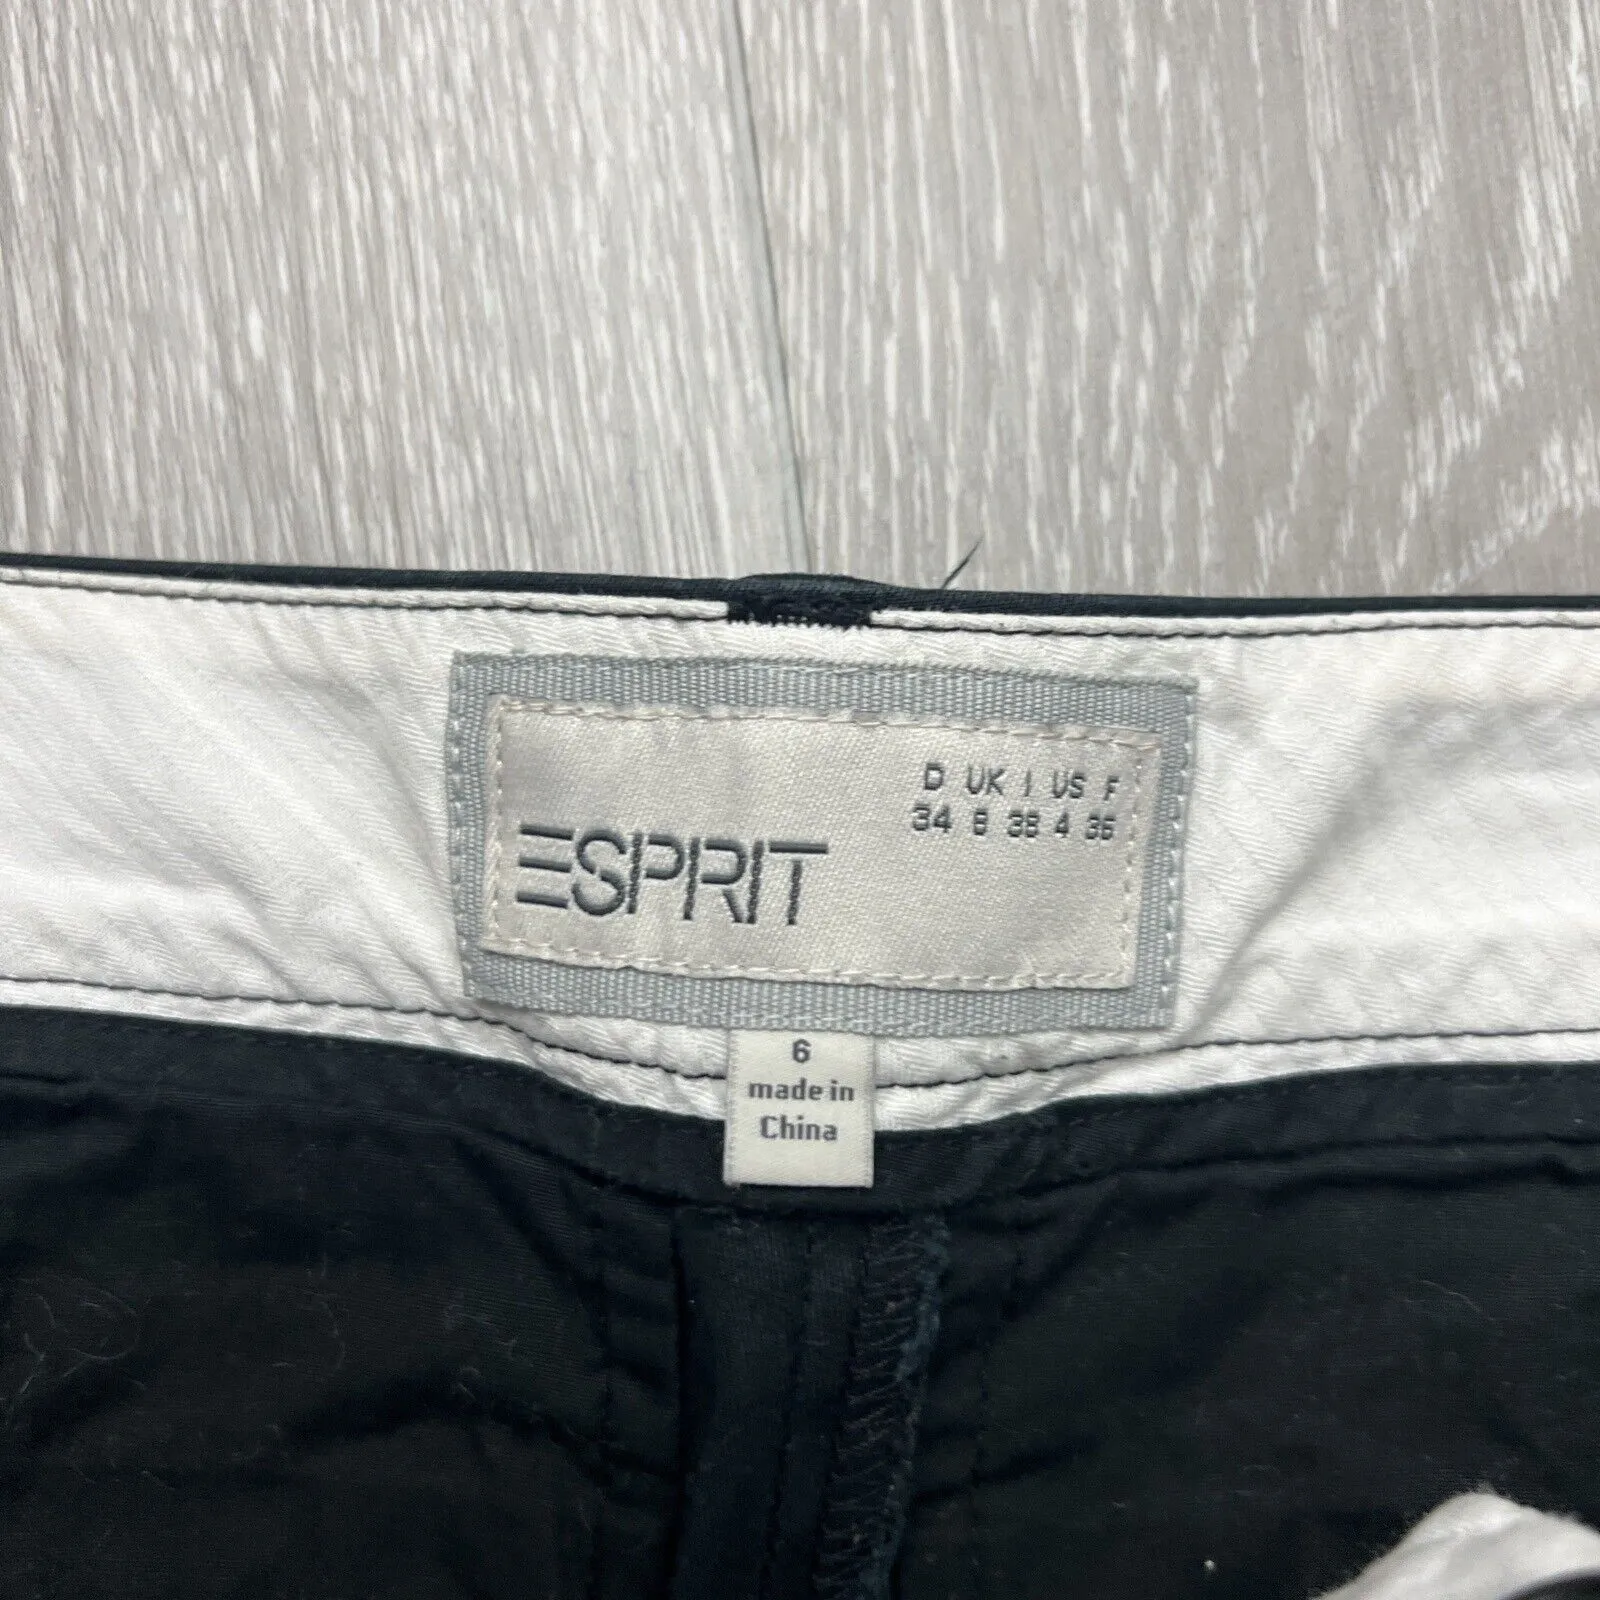 D UK I US F
34 8 38 4 36
ESPRIT
6
made in
China